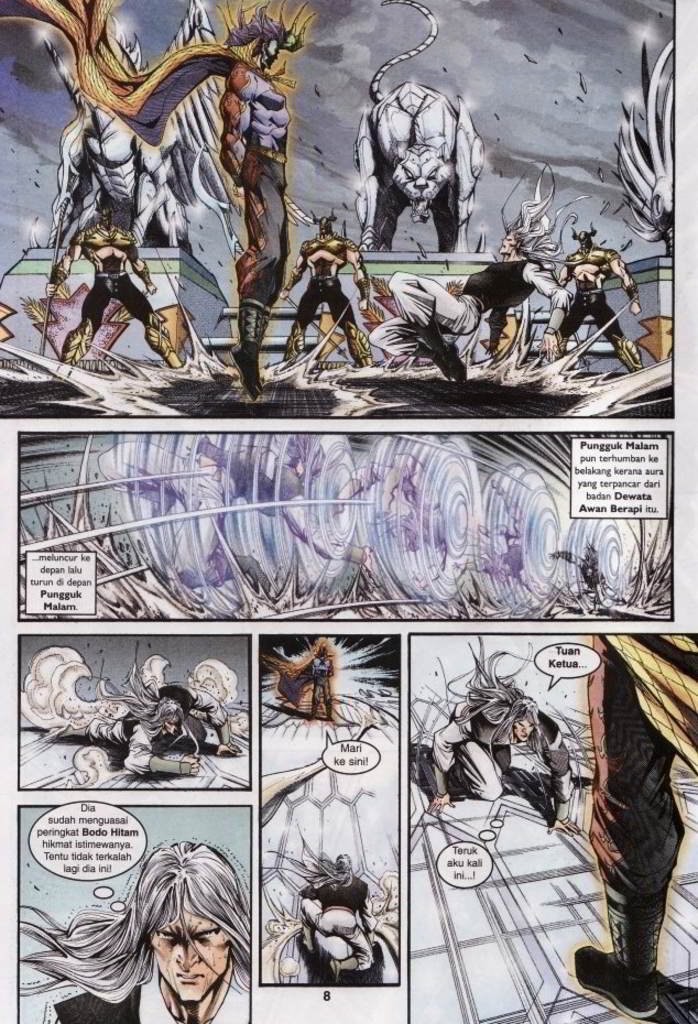 Pungguk Malam
pun terhumban ke
belakang kerana aura
yang terpancar dari
badan Dewata
Awan Berapi itu.
...meluncur ke
depan lalu
turun di depan
Pungguk
Malam.
Dia
sudah menguasai
peringkat Bodo Hitam
hikmat istimewanya.
Tentu tidak terkalah
lagi dia ini!
Mari
ke sini!
Tuan
Ketua...
Teruk
aku kali
ini...!
8